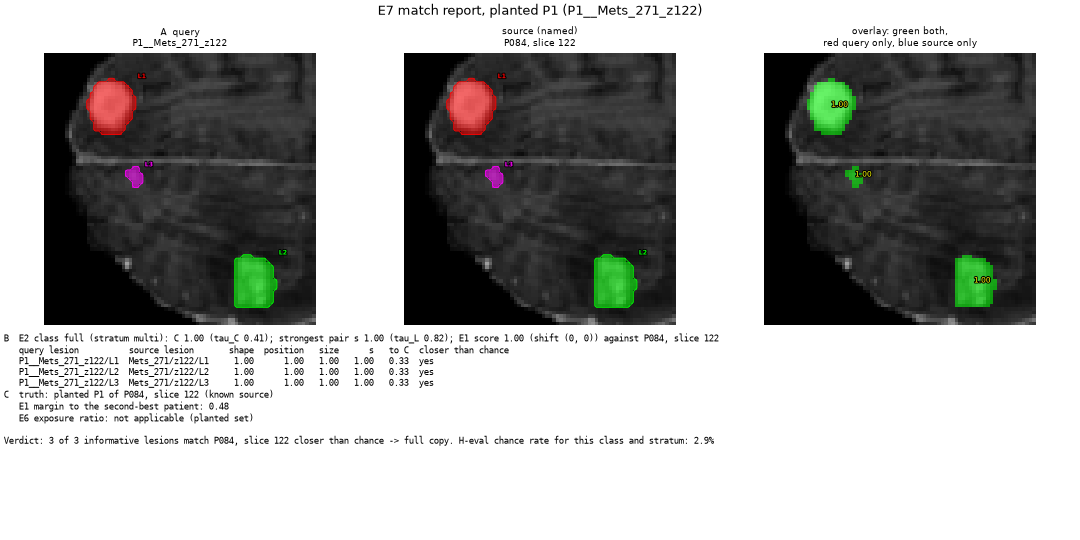 E7 match report, planted P1 (P1__Mets_271_z122)
A  query
P1__Mets_271_z122
source (named)
P084, slice 122
overlay: green both,
red query only, blue source only
L1
L3
L2
L1
L3
L2
1.00
1.00
1.00
B  E2 class full (stratum multi): C 1.00 (tau_C 0.41); strongest pair s 1.00 (tau_L 0.82); E1 score 1.00 (shift (0, 0)) against P084, slice 122
query lesion  source lesion  shape  position  size  s  to C  closer than chance
P1__Mets_271_z122/L1  Mets_271/z122/L1  1.00  1.00  1.00  1.00  0.33  yes
P1__Mets_271_z122/L2  Mets_271/z122/L2  1.00  1.00  1.00  1.00  0.33  yes
P1__Mets_271_z122/L3  Mets_271/z122/L3  1.00  1.00  1.00  1.00  0.33  yes
C  truth: planted P1 of P084, slice 122 (known source)
E1 margin to the second-best patient: 0.48
E6 exposure ratio: not applicable (planted set)
Verdict: 3 of 3 informative lesions match P084, slice 122 closer than chance -> full copy. H-eval chance rate for this class and stratum: 2.9%